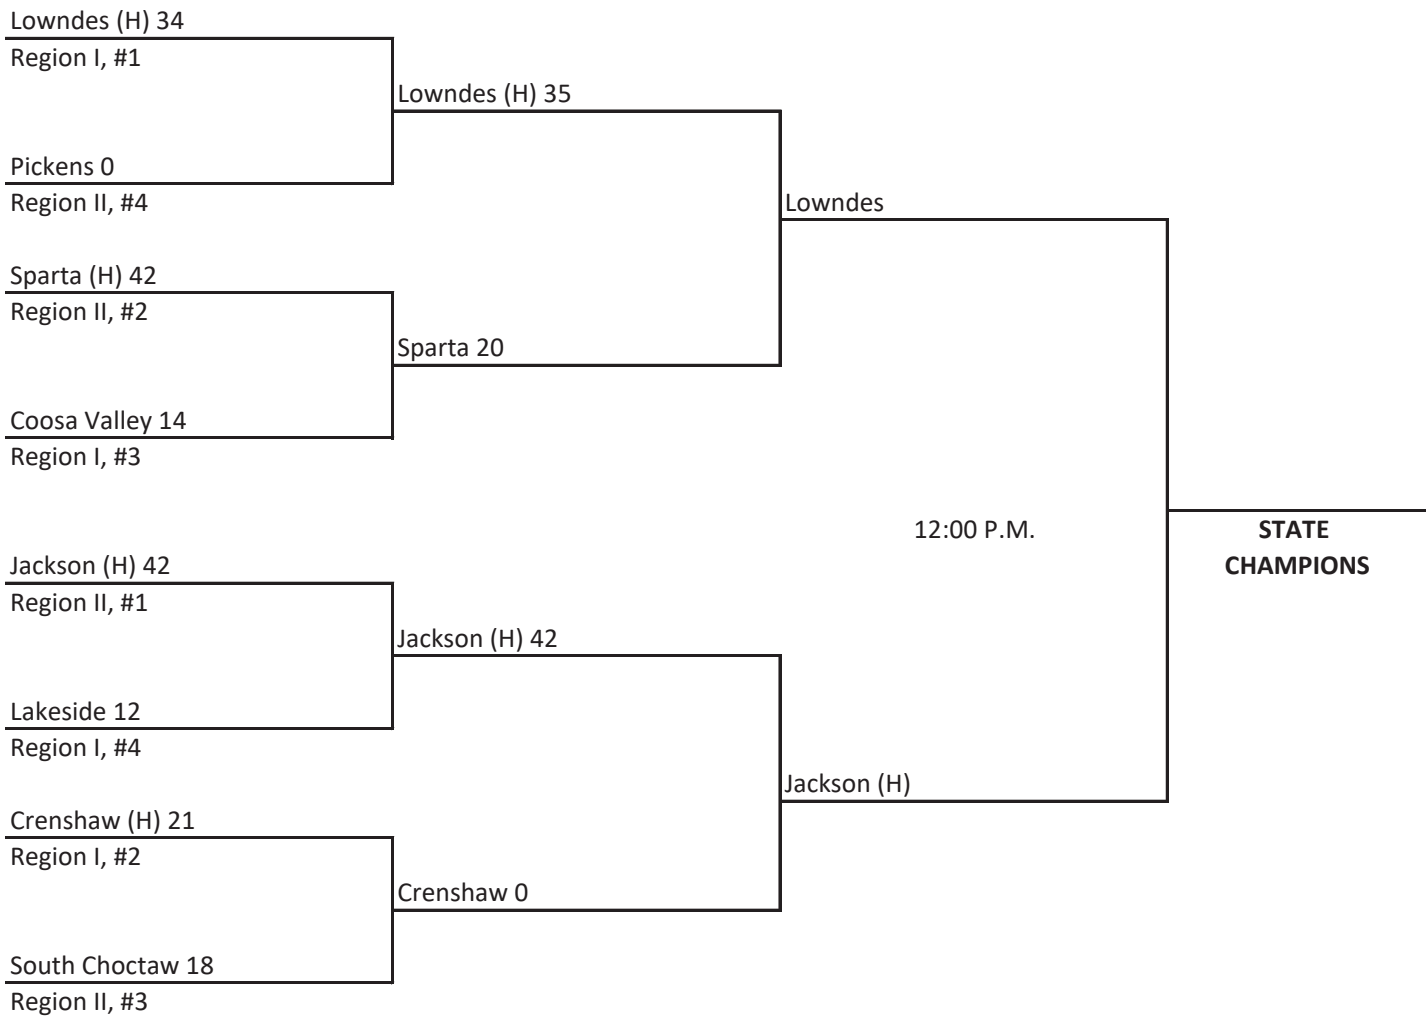 Lowndes (H) 34
Region I, #1
Lowndes (H) 35
Pickens 0
Region II, #4
Lowndes
Sparta (H) 42
Region II, #2
Sparta 20
Coosa Valley 14
Region I, #3
12:00 P.M.
STATE
CHAMPIONS
Jackson (H) 42
Region II, #1
Jackson (H) 42
Lakeside 12
Region I, #4
Jackson (H)
Crenshaw (H) 21
Region I, #2
Crenshaw 0
South Choctaw 18
Region II, #3